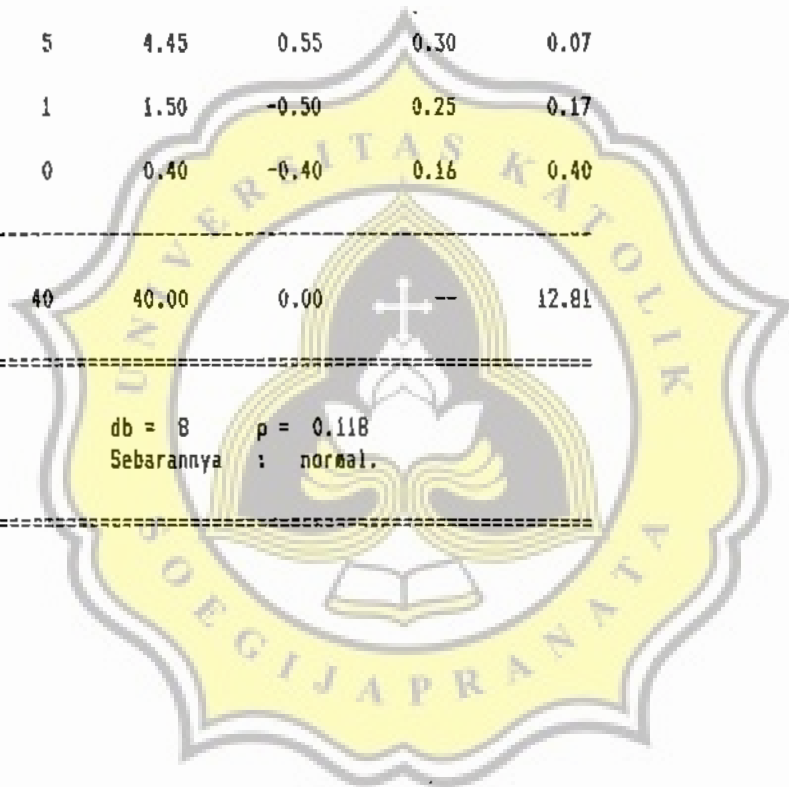 5 4.45 0.55 0.30 0.07
1 1.50 -0.50 0.25 0.17
0 0.40 -0.40 0.16 0.40
40 40.00 0.00 -- 12.81
db = 8 p = 0.118
Sebarannya : normal.
UNIVERSITAS KATOLIK
SOEGIJAPRANATA